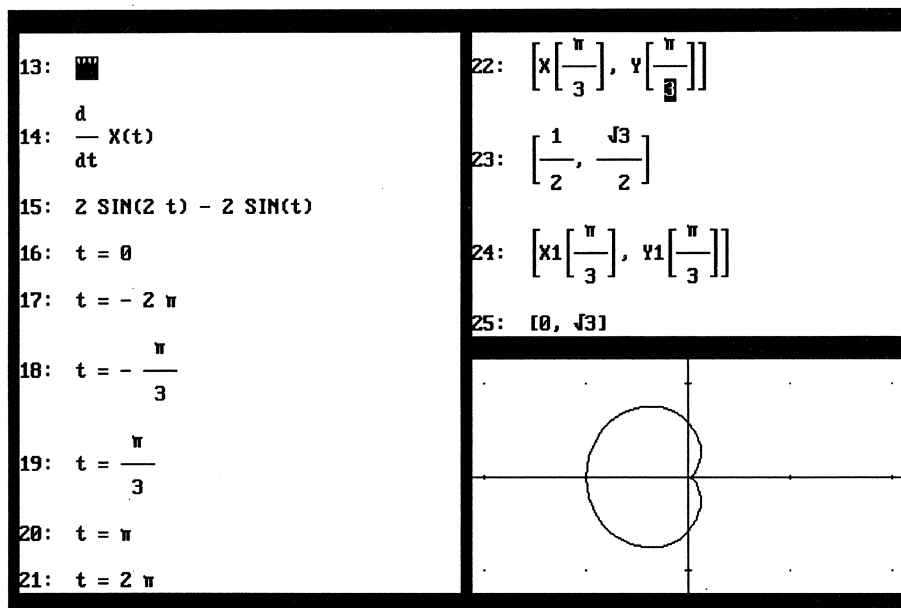 13: """"
14: d/dt X(t)
15: 2 SIN(2 t) - 2 SIN(t)
16: t = 0
17: t = - 2 π
18: t = - π/3
19: t = π/3
20: t = π
21: t = 2 π
22: [X[π/3], Y[π/3]]
23: [1/2, √3/2]
24: [X1[π/3], Y1[π/3]]
25: [0, √3]